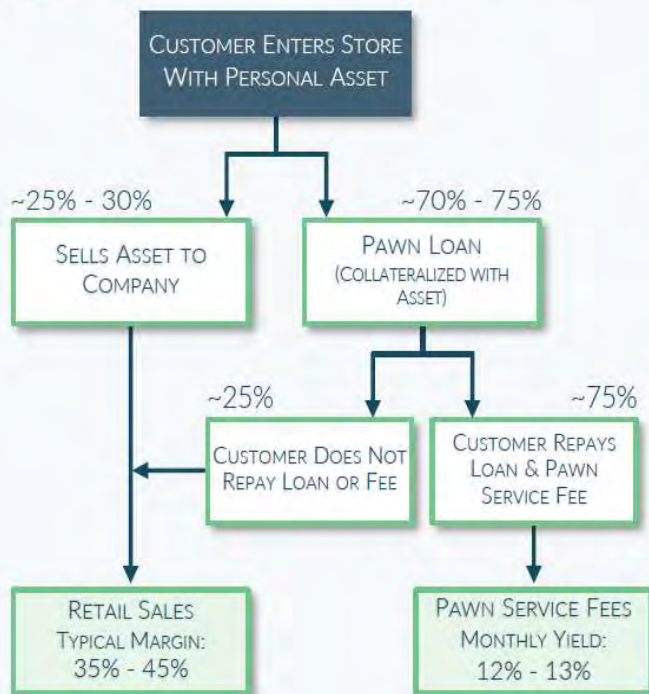 CUSTOMER ENTERS STORE
WITH PERSONAL ASSET
~25% - 30%
~70% - 75%
SELLS ASSET TO
COMPANY
PAWN LOAN
(COLLATERALIZED WITH
ASSET)
~25%
~75%
CUSTOMER DOES NOT
REPAY LOAN OR FEE
CUSTOMER REPAYS
LOAN & PAWN
SERVICE FEE
RETAIL SALES
TYPICAL MARGIN:
35% - 45%
PAWN SERVICE FEES
MONTHLY YIELD:
12% - 13%